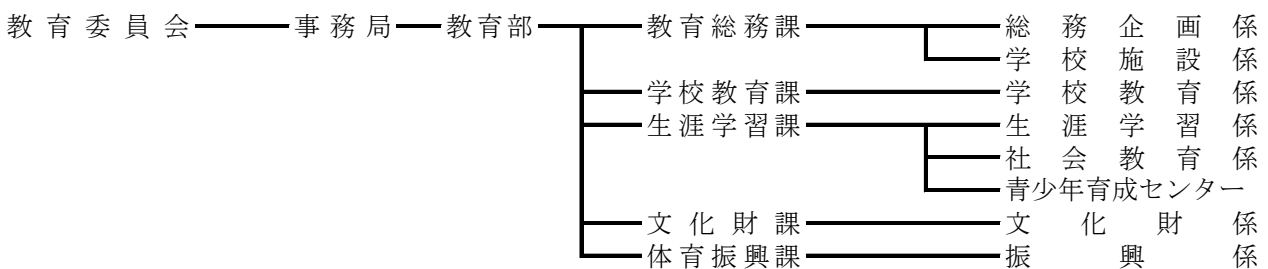 教育委員会 事務局 教育部 教育総務課 総務企画係
学校施設係
学校教育課 学校教育係
生涯学習課 生涯学習係
社会教育係
青少年育成センター
文化財課 文化財係
体育振興課 振興係